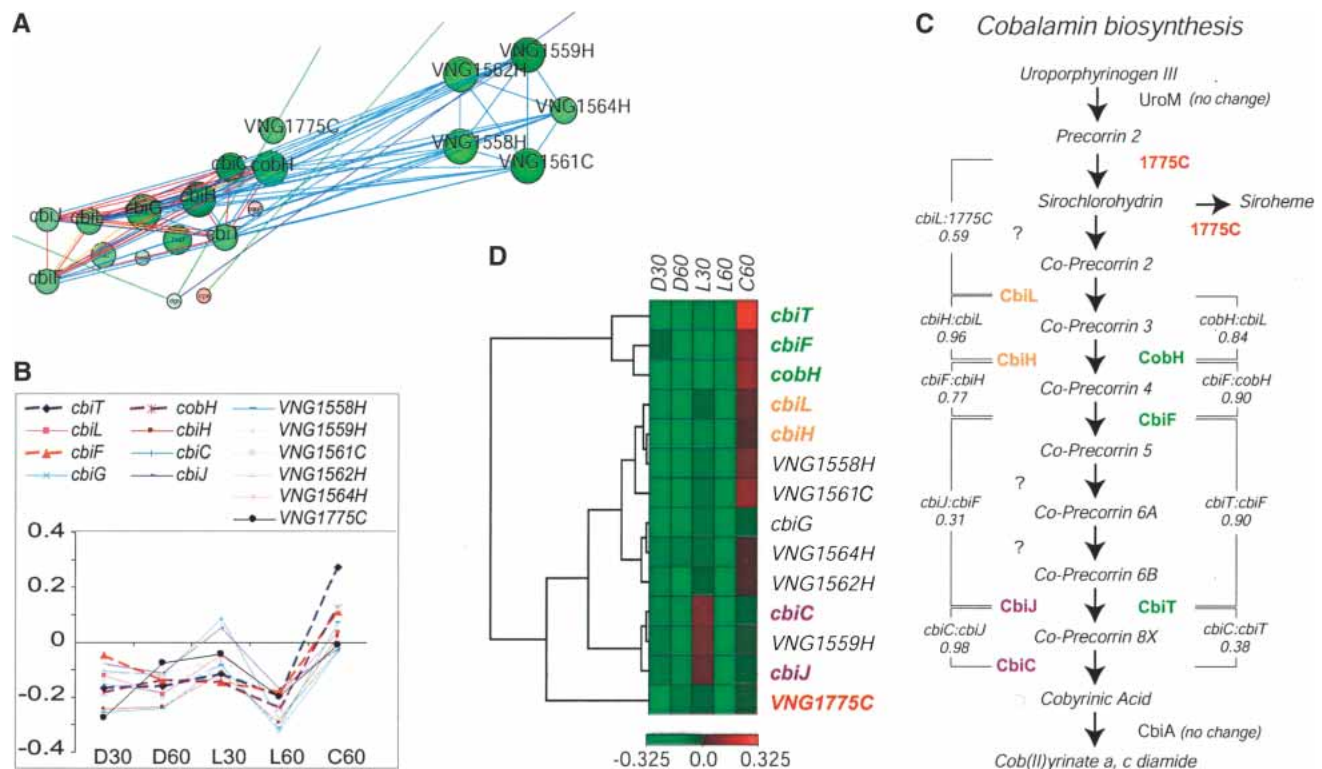 A
VNG1559H
VNG1562H
VNG1564H
VNG1775C
VNG1558H
VNG1561C
cbiC cobH
cbiH
cbiG
cbiJ
cbiL
cbiT
cbiF
B
cbiT
cbiL
cbiF
cbiG
cobH
cbiH
cbiC
cbiJ
VNG1558H
VNG1559H
VNG1561C
VNG1562H
VNG1564H
VNG1775C
0.4
0.2
0
-0.2
-0.4
D30 D60 L30 L60 C60
D
D30 D60 L30 L60 C60
cbiT
cbiF
cobH
cbiL
cbiH
VNG1558H
VNG1561C
cbiG
VNG1564H
VNG1562H
cbiC
VNG1559H
cbiJ
VNG1775C
-0.325 0.0 0.325
C
Cobalamin biosynthesis
Uroporphyrinogen III
UroM (no change)
Precorrin 2
1775C
Sirochlorohydrin
Siroheme
1775C
cbiL:1775C
0.59
?
Co-Precorrin 2
CbiL
cbiH:cbiL
0.96
Co-Precorrin 3
cobH:cbiL
0.84
CbiH
CobH
cbiF:cbiH
0.77
Co-Precorrin 4
cbiF:cobH
0.90
CbiF
Co-Precorrin 5
?
cbiJ:cbiF
0.31
Co-Precorrin 6A
cbiT:cbiF
0.90
?
Co-Precorrin 6B
CbiJ
CbiT
cbiC:cbiJ
0.98
Co-Precorrin 8X
cbiC:cbiT
0.38
CbiC
Cobyrinic Acid
CbiA (no change)
Cob(II)yrinate a, c diamide